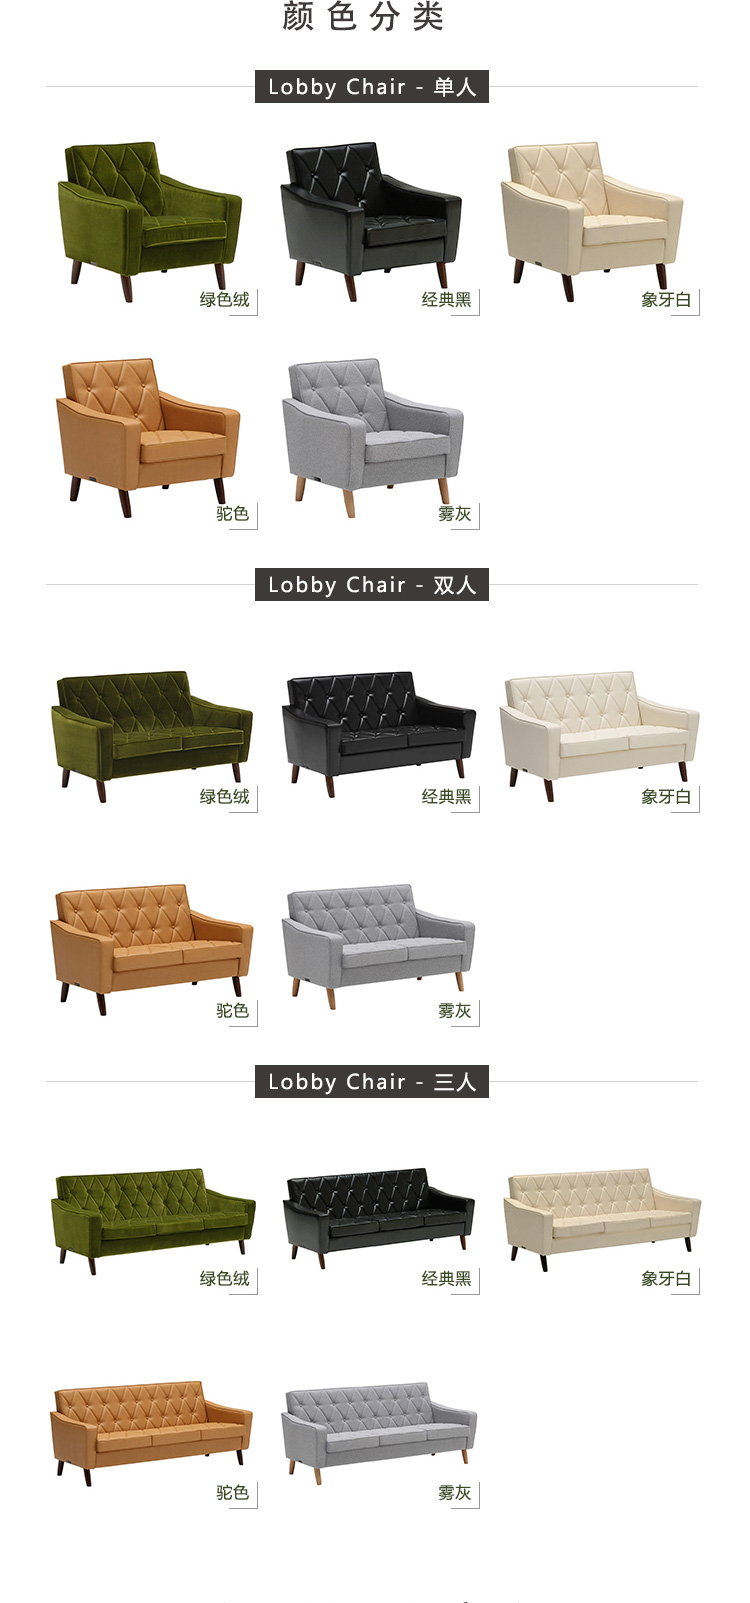 颜色分类
Lobby Chair - 单人
绿色绒
经典黑
象牙白
驼色
雾灰
Lobby Chair - 双人
绿色绒
经典黑
象牙白
驼色
雾灰
Lobby Chair - 三人
绿色绒
经典黑
象牙白
驼色
雾灰